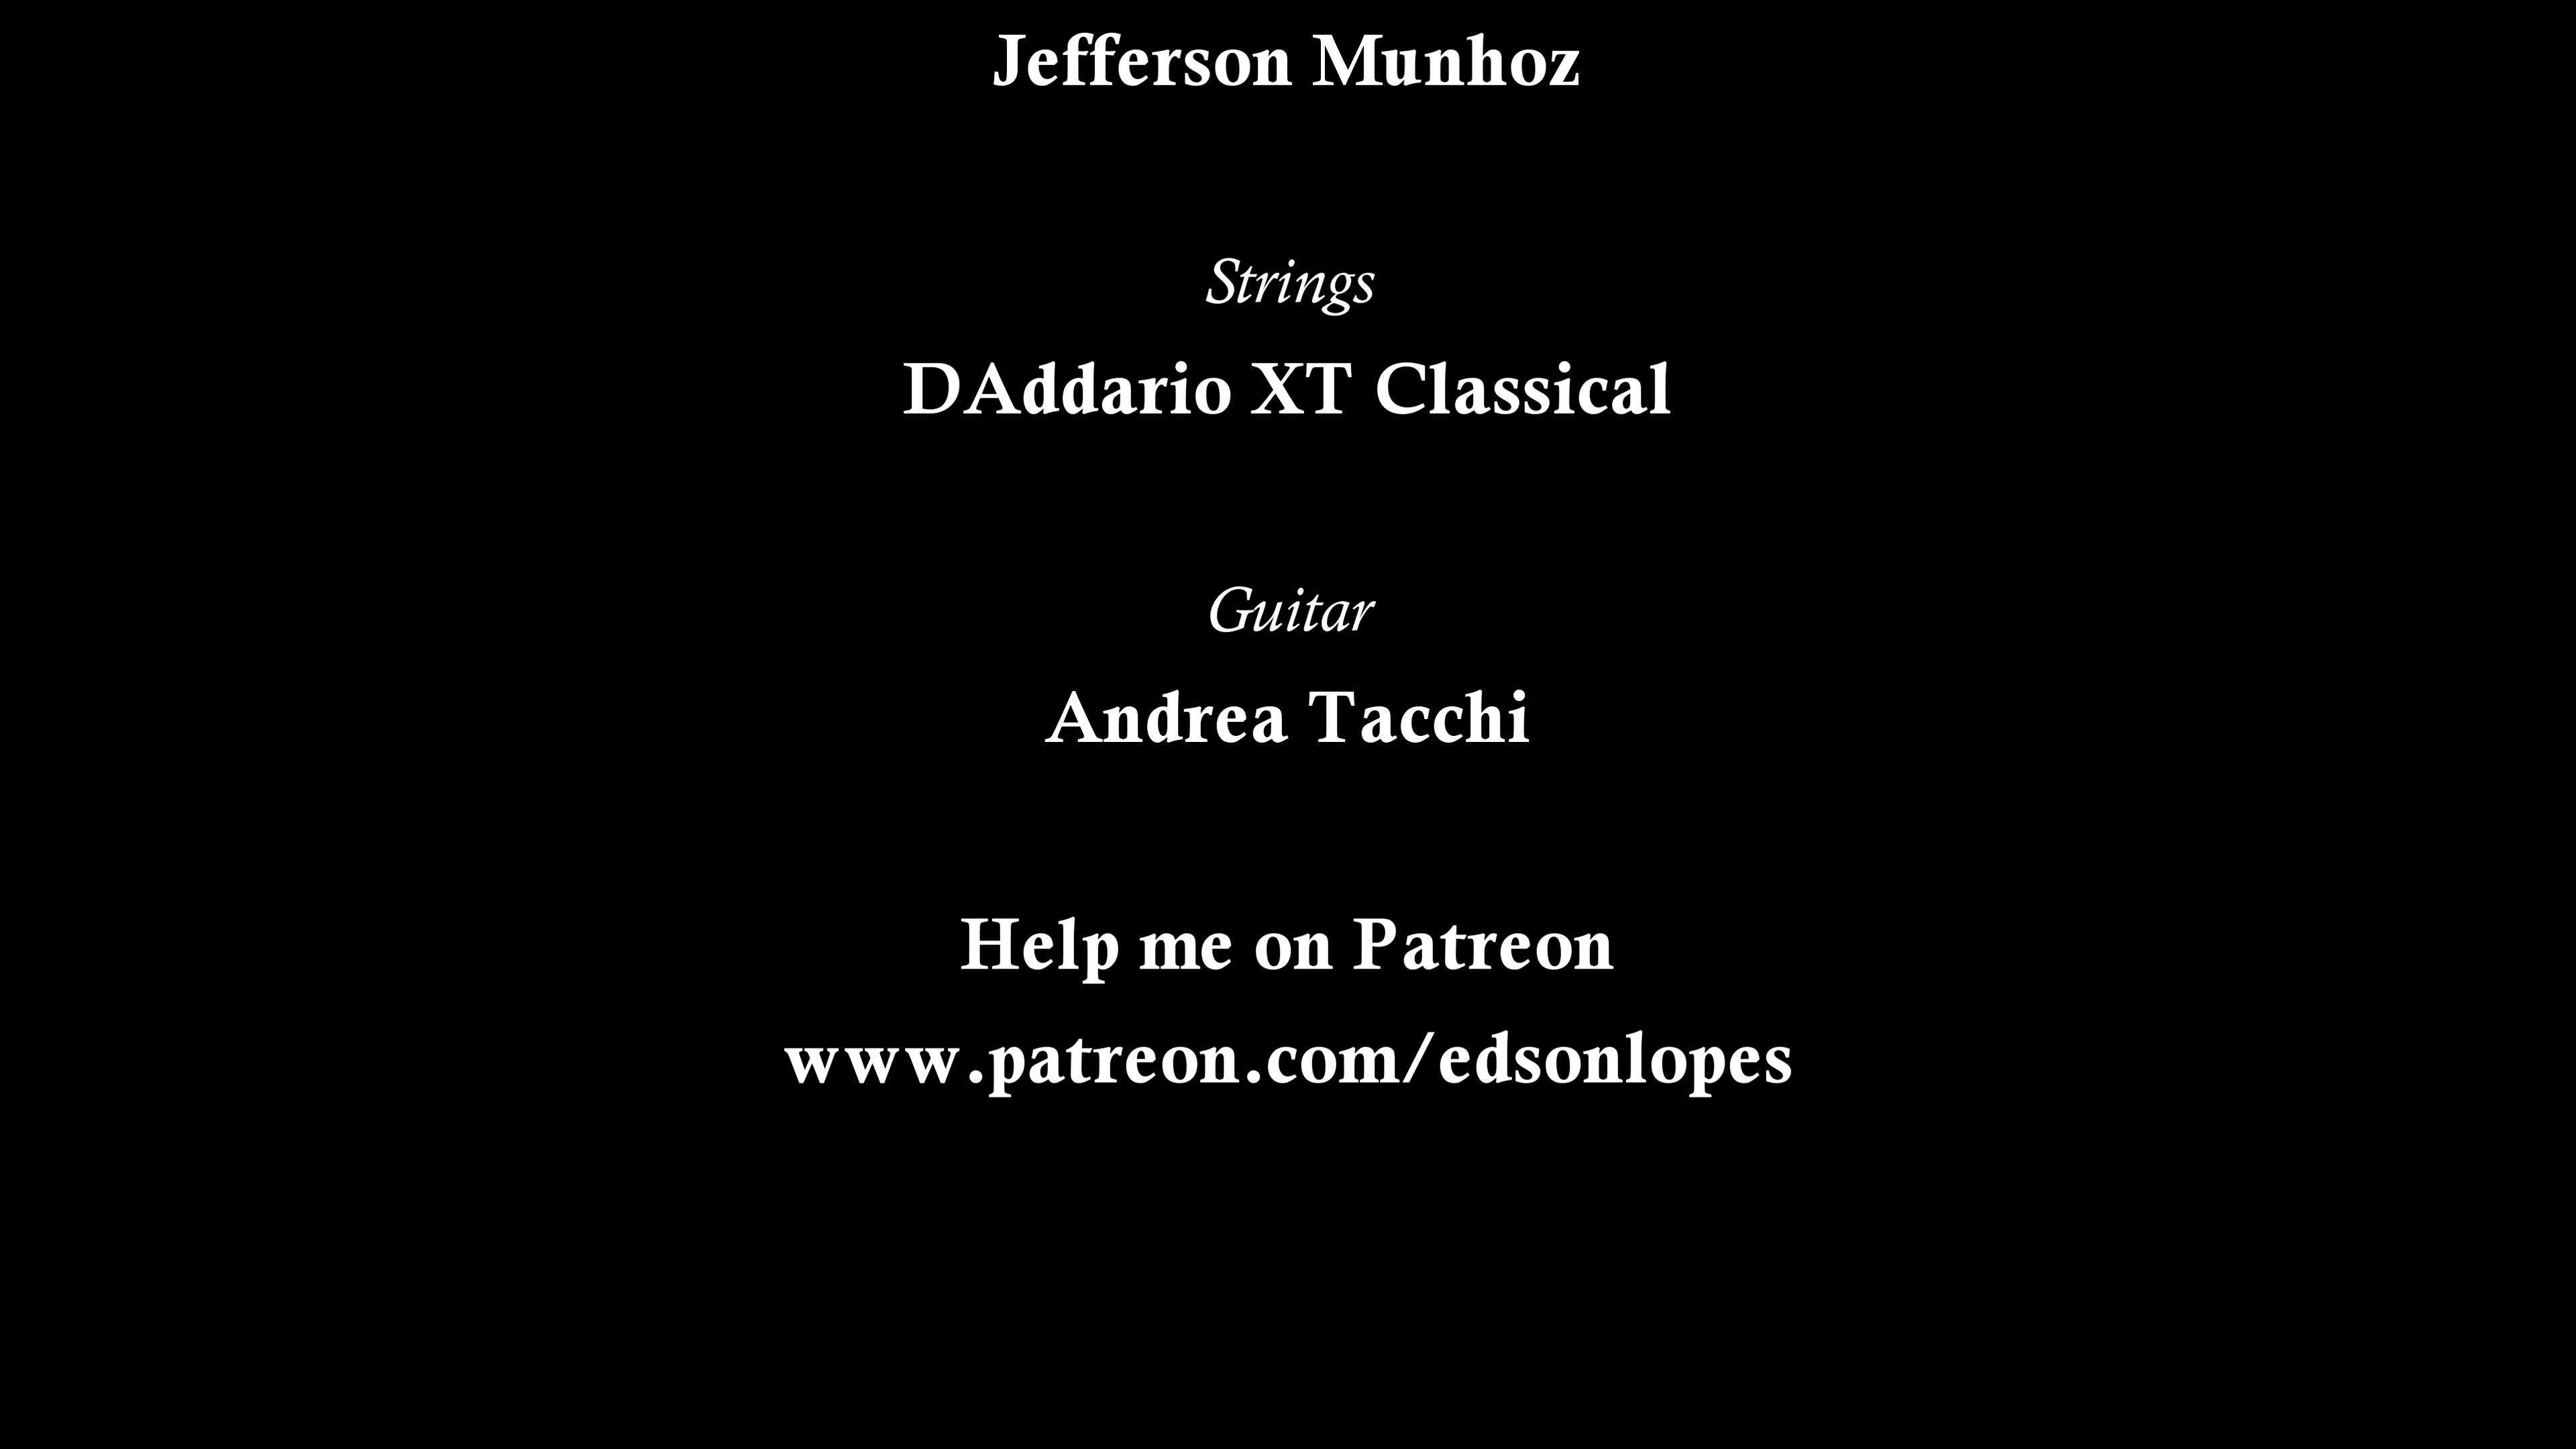 Jefferson Munhoz
Strings
DAddario XT Classical
Guitar
Andrea Tacchi
Help me on Patreon
www.patreon.com/edsonlopes